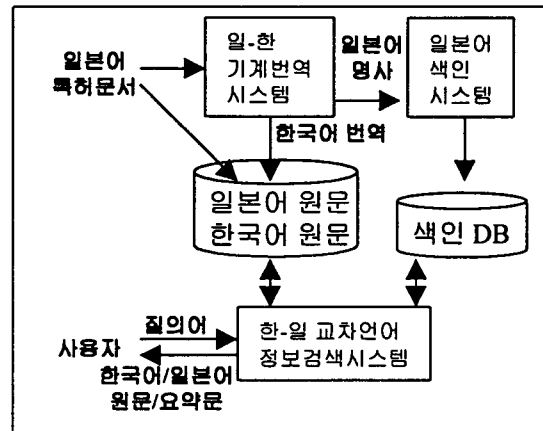 일본어
특허문서
일-한
기계번역
시스템
일본어
명사
일본어
색인
시스템
한국어 번역
일본어 원문
한국어 원문
색인 DB
질의어
사용자
한국어/일본어
원문/요약문
한-일 교차언어
정보검색시스템